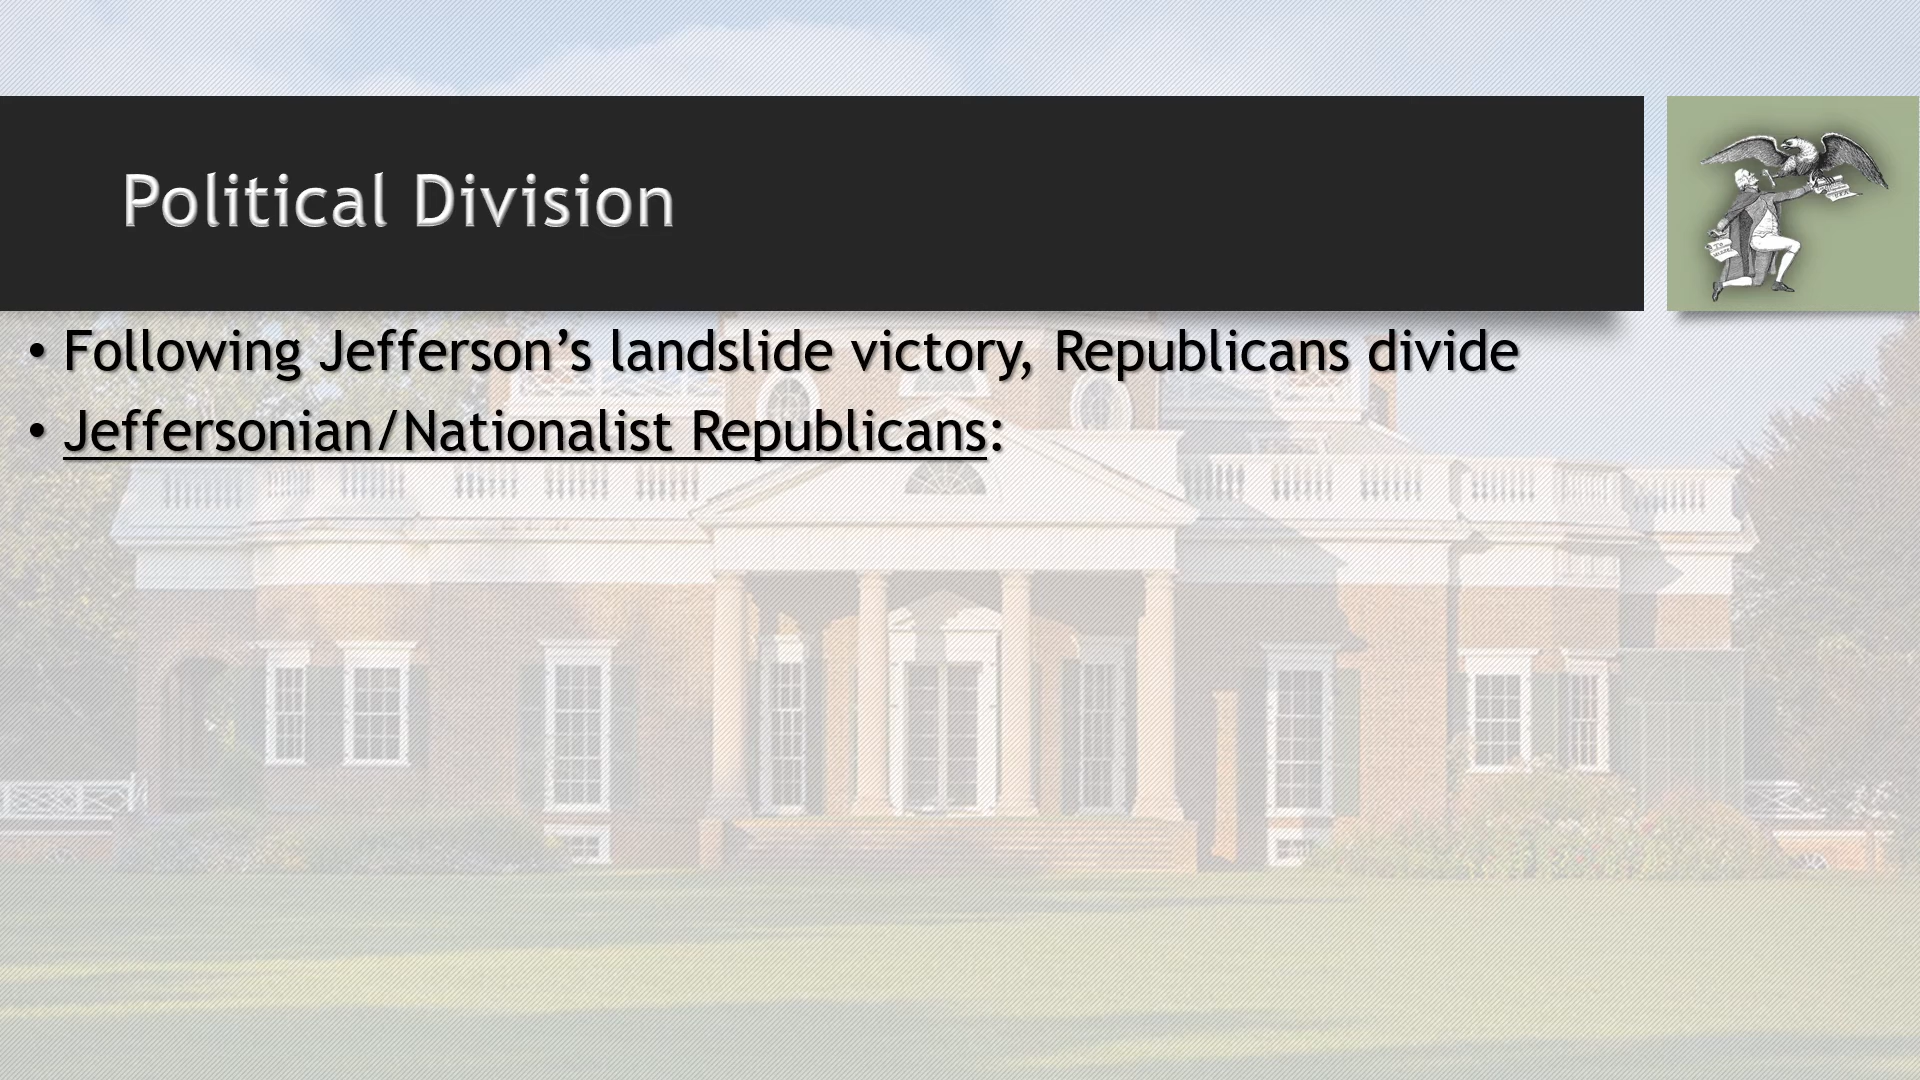 Political Division
• Following Jefferson’s landslide victory, Republicans divide
• Jeffersonian/Nationalist Republicans: